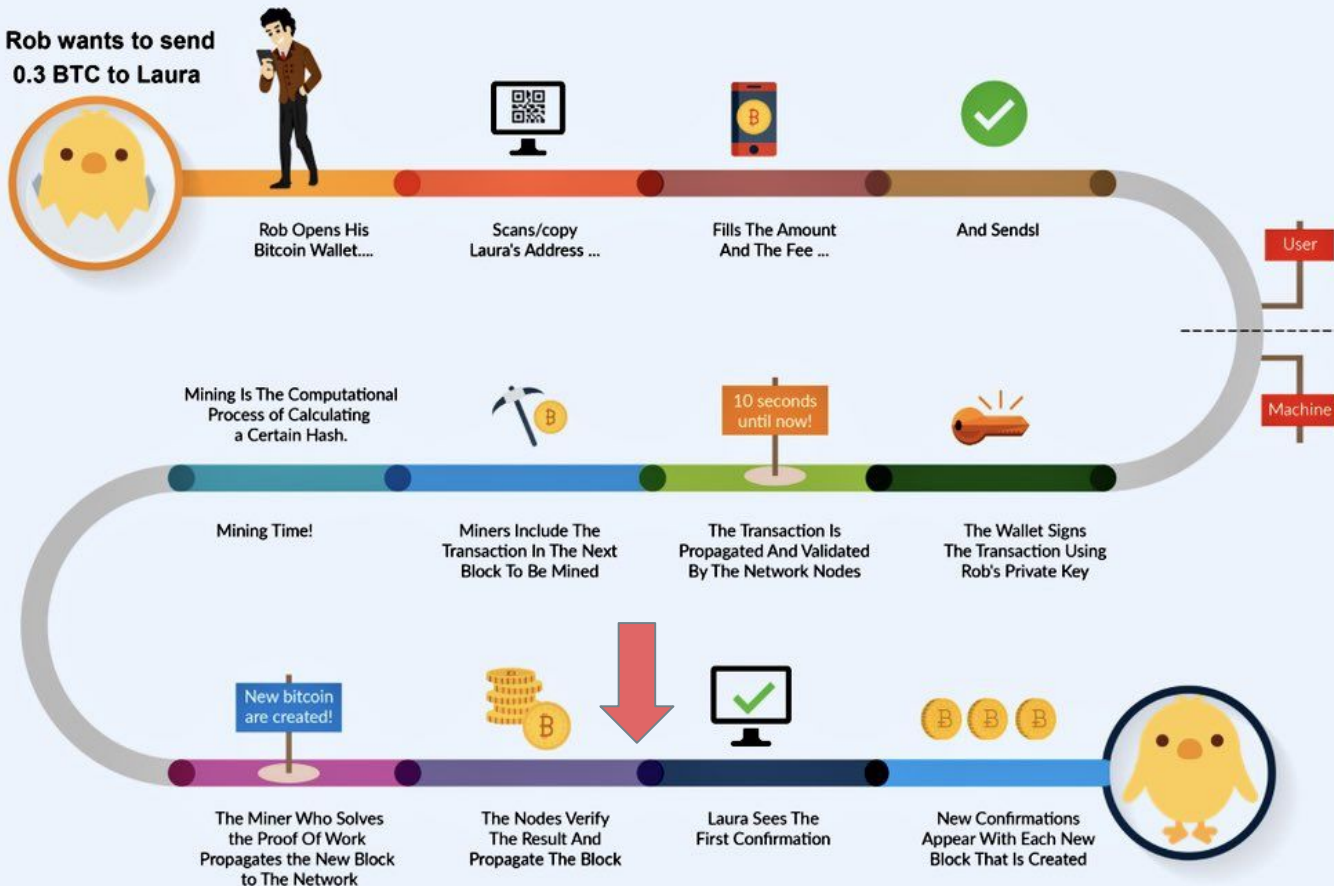 Rob wants to send
0.3 BTC to Laura
Rob Opens His
Bitcoin Wallet....
Scans/copy
Laura's Address ...
Fills The Amount
And The Fee ...
And Sends!
User
Machine
10 seconds
until now!
The Wallet Signs
The Transaction Using
Rob's Private Key
The Transaction Is
Propagated And Validated
By The Network Nodes
Miners Include The
Transaction In The Next
Block To Be Mined
Mining Is The Computational
Process of Calculating
a Certain Hash.
Mining Time!
New bitcoin
are created!
The Miner Who Solves
the Proof Of Work
Propagates the New Block
to The Network
The Nodes Verify
The Result And
Propagate The Block
Laura Sees The
First Confirmation
New Confirmations
Appear With Each New
Block That Is Created